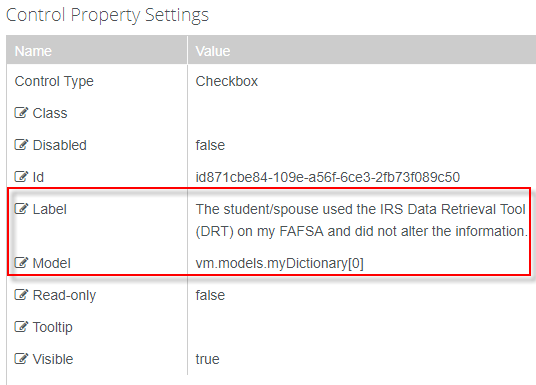 Control Property Settings
Name Value
Control Type Checkbox
Class
Disabled false
Id id871cbe84-109e-a56f-6ce3-2fb73f089c50
Label The student/spouse used the IRS Data Retrieval Tool
(DRT) on my FAFSA and did not alter the information.
Model vm.models.myDictionary[0]
Read-only false
Tooltip
Visible true